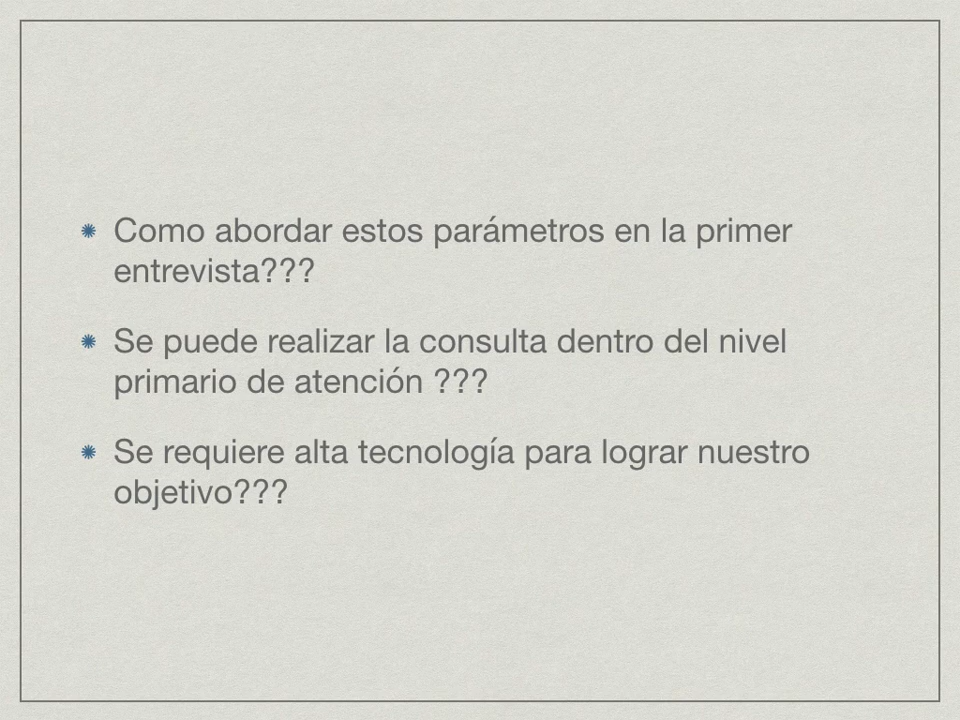 Como abordar estos parámetros en la primer
entrevista???
Se puede realizar la consulta dentro del nivel
primario de atención ???
Se requiere alta tecnología para lograr nuestro
objetivo???